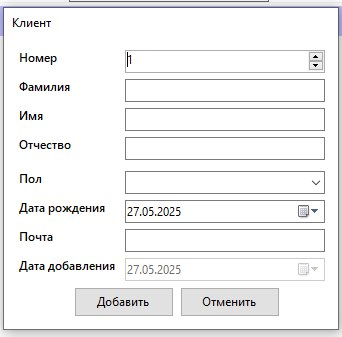 Клиент
Номер 1
Фамилия
Имя
Отчество
Пол
Дата рождения 27.05.2025
Почта
Дата добавления 27.05.2025
Добавить Отменить